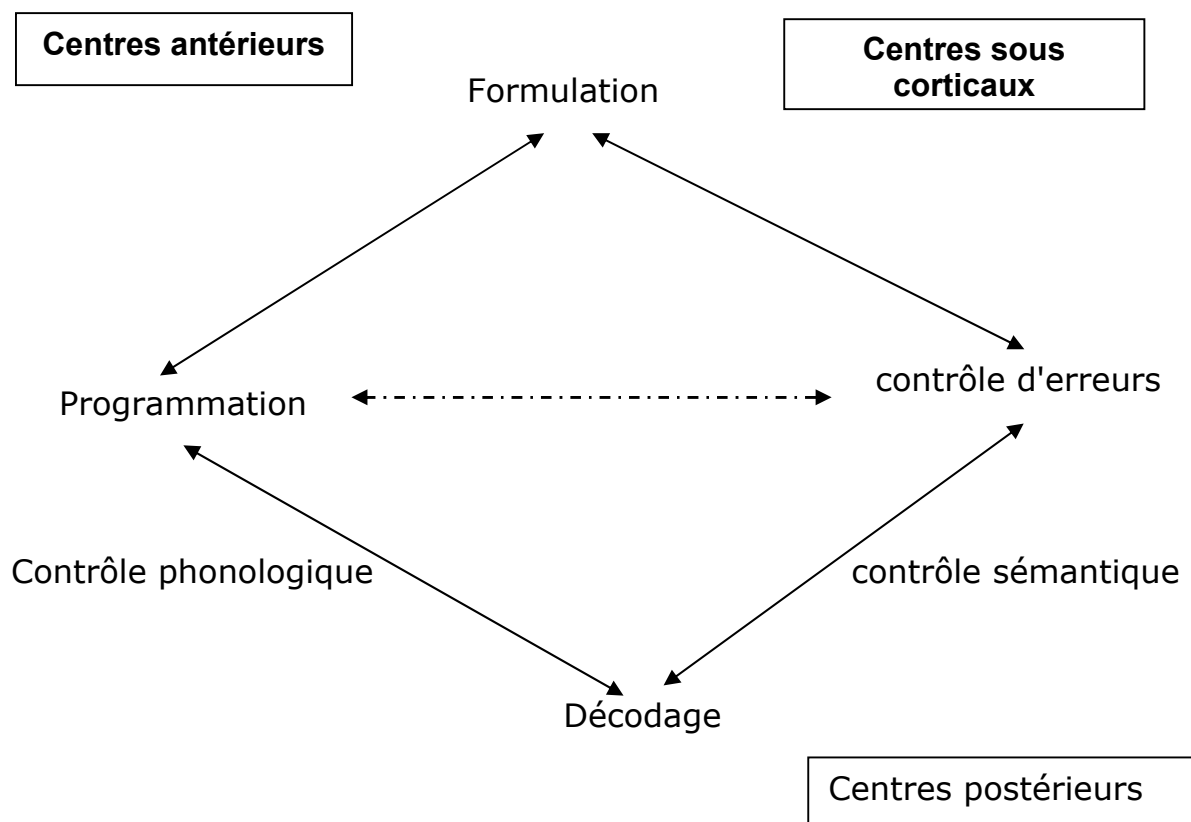 Centres antérieurs
Centres sous
corticaux
Formulation
contrôle d'erreurs
Programmation
Contrôle phonologique
contrôle sémantique
Décodage
Centres postérieurs